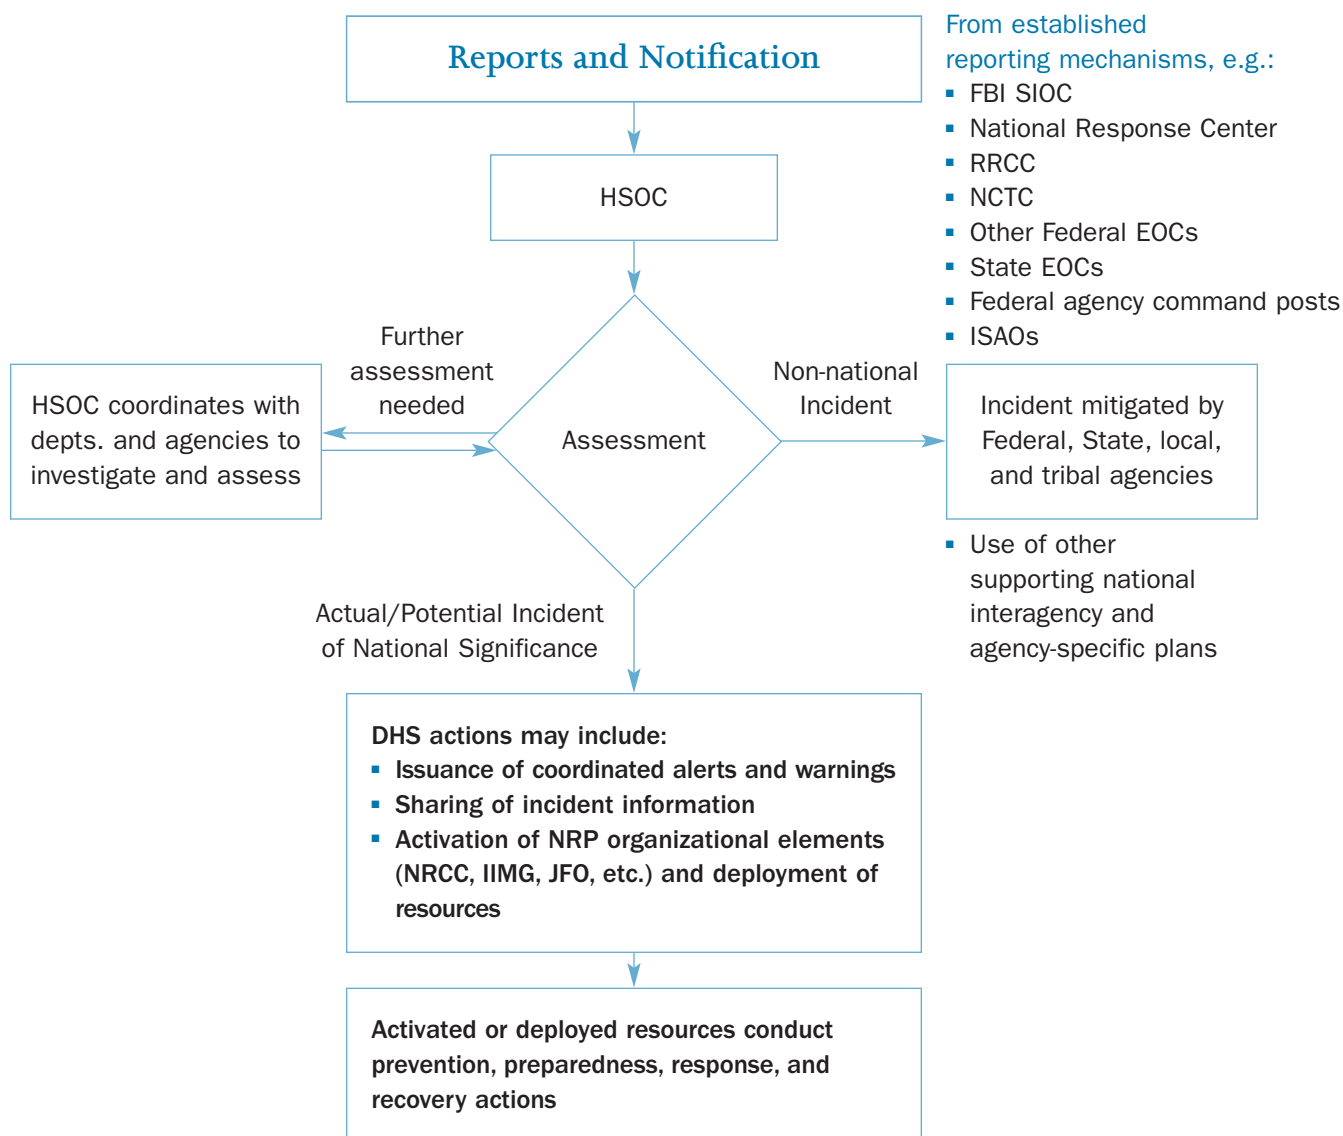 Reports and Notification
From established
reporting mechanisms, e.g.:
▪ FBI SIOC
▪ National Response Center
▪ RRCC
▪ NCTC
▪ Other Federal EOCs
▪ State EOCs
▪ Federal agency command posts
▪ ISAOs
HSOC
Further
assessment
needed
HSOC coordinates with
depts. and agencies to
investigate and assess
Assessment
Non-national
Incident
Incident mitigated by
Federal, State, local,
and tribal agencies
▪ Use of other
supporting national
interagency and
agency-specific plans
Actual/Potential Incident
of National Significance
DHS actions may include:
▪ Issuance of coordinated alerts and warnings
▪ Sharing of incident information
▪ Activation of NRP organizational elements
(NRCC, IIMG, JFO, etc.) and deployment of
resources
Activated or deployed resources conduct
prevention, preparedness, response, and
recovery actions